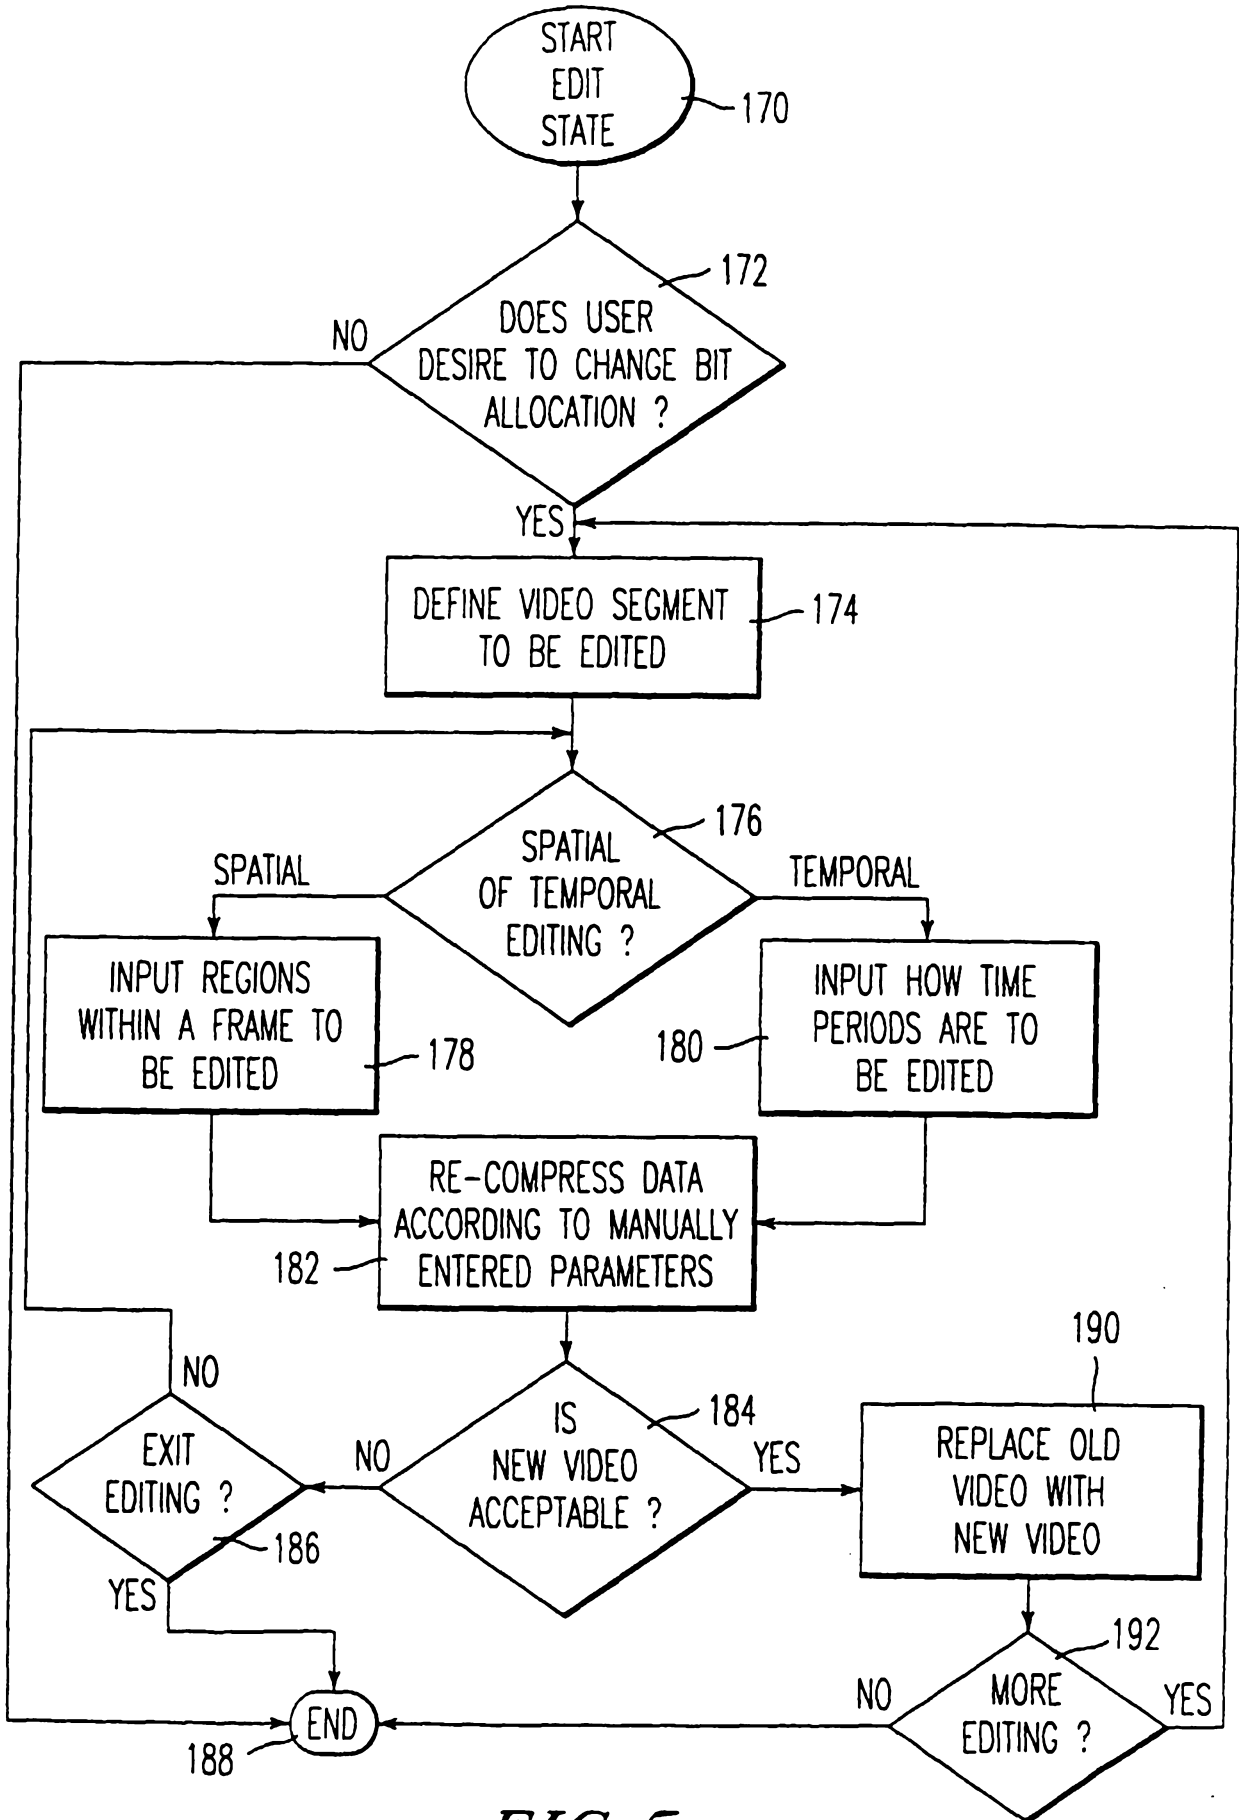 START
EDIT
STATE
170
172
DOES USER
DESIRE TO CHANGE BIT
ALLOCATION ?
NO
YES
DEFINE VIDEO SEGMENT
TO BE EDITED
174
176
SPATIAL
OF TEMPORAL
EDITING ?
SPATIAL
TEMPORAL
INPUT REGIONS
WITHIN A FRAME TO
BE EDITED
178
INPUT HOW TIME
PERIODS ARE TO
BE EDITED
180
RE-COMPRESS DATA
ACCORDING TO MANUALLY
ENTERED PARAMETERS
182
IS
NEW VIDEO
ACCEPTABLE ?
184
NO
YES
EXIT
EDITING ?
186
NO
YES
190
REPLACE OLD
VIDEO WITH
NEW VIDEO
192
MORE
EDITING ?
NO
YES
END
188
FIG. 5